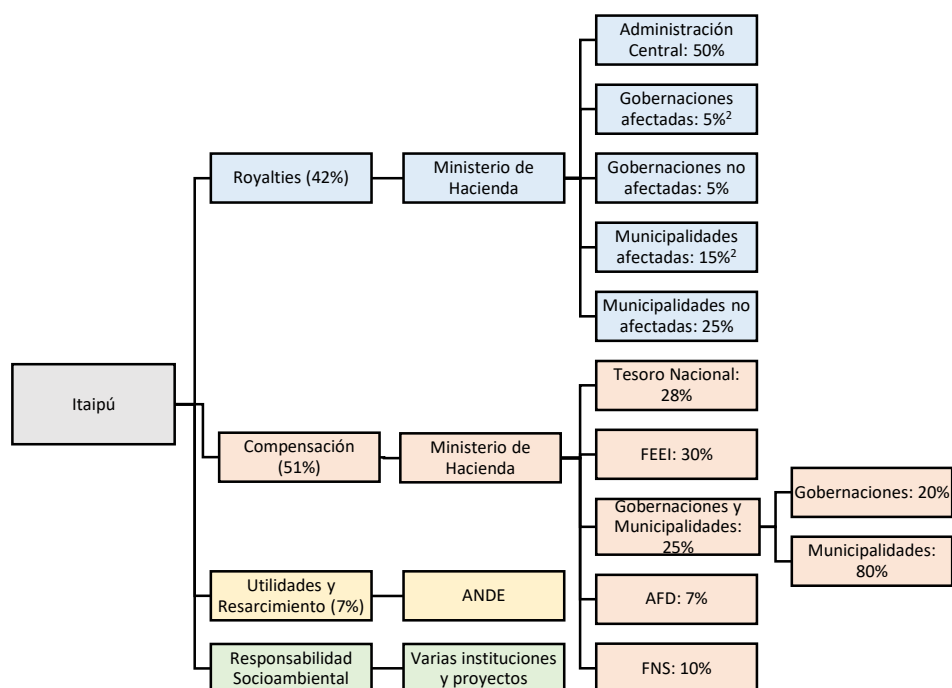 Itaipú
Royalties (42%)
Ministerio de
Hacienda
Administración
Central: 50%
Gobernaciones
afectadas: 5%²
Gobernaciones no
afectadas: 5%
Municipalidades
afectadas: 15%²
Municipalidades no
afectadas: 25%
Compensación
(51%)
Ministerio de
Hacienda
Tesoro Nacional:
28%
FEEI: 30%
Gobernaciones y
Municipalidades:
25%
Gobernaciones: 20%
Municipalidades:
80%
AFD: 7%
FNS: 10%
Utilidades y
Resarcimiento (7%)
ANDE
Responsabilidad
Socioambiental
Varias instituciones
y proyectos